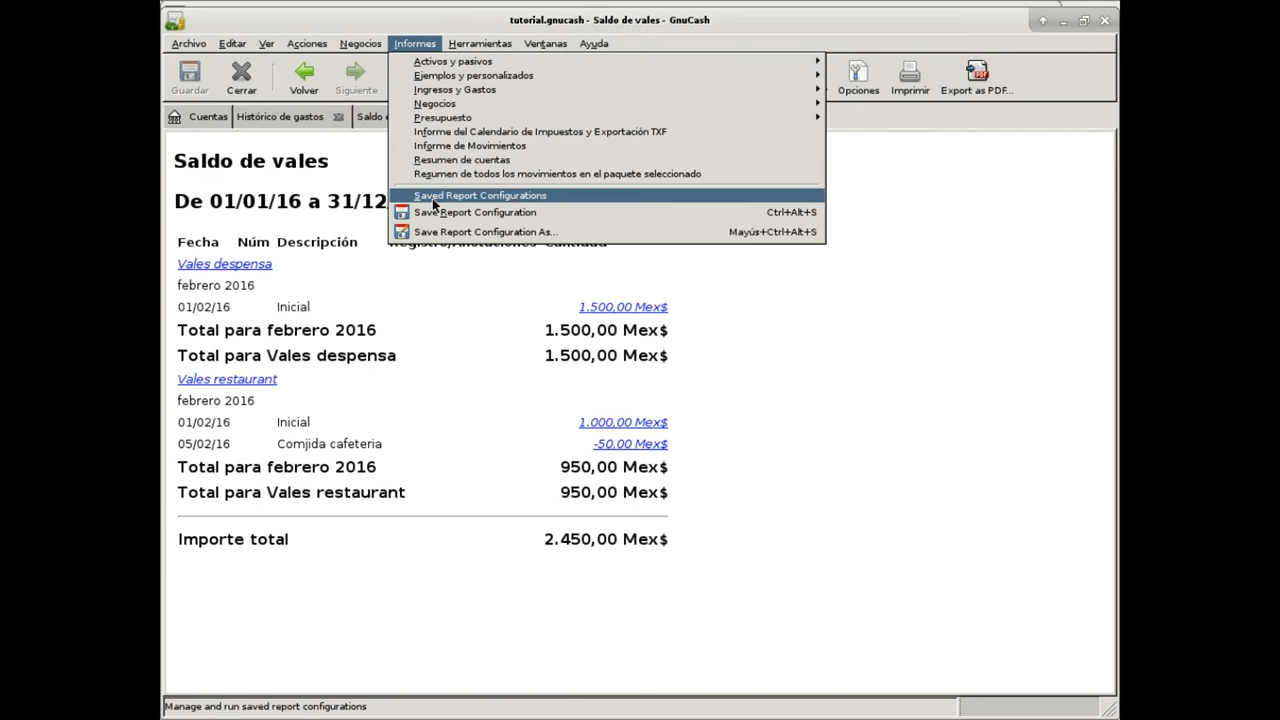 tutorial.gnucash - Saldo de vales - GnuCash
Archivo Editar Ver Acciones Negocios Informes Herramientas Ventanas Ayuda
Guardar Cerrar Volver Siguiente Opciones Imprimir Export as PDF...
Cuentas Histórico de gastos Saldo
Activos y pasivos
Ejemplos y personalizados
Ingresos y Gastos
Negocios
Presupuesto
Informe del Calendario de Impuestos y Exportación TXF
Informe de Movimientos
Resumen de cuentas
Resumen de todos los movimientos en el paquete seleccionado
Saved Report Configurations
Save Report Configuration Ctrl+Alt+S
Save Report Configuration As... Mayús+Ctrl+Alt+S
Saldo de vales
De 01/01/16 a 31/12
Fecha Núm Descripción
Vales despensa
febrero 2016
01/02/16 Inicial 1.500,00 Mex$
Total para febrero 2016 1.500,00 Mex$
Total para Vales despensa 1.500,00 Mex$
Vales restaurant
febrero 2016
01/02/16 Inicial 1.000,00 Mex$
05/02/16 Comjida cafeteria -50,00 Mex$
Total para febrero 2016 950,00 Mex$
Total para Vales restaurant 950,00 Mex$
Importe total 2.450,00 Mex$
Manage and run saved report configurations